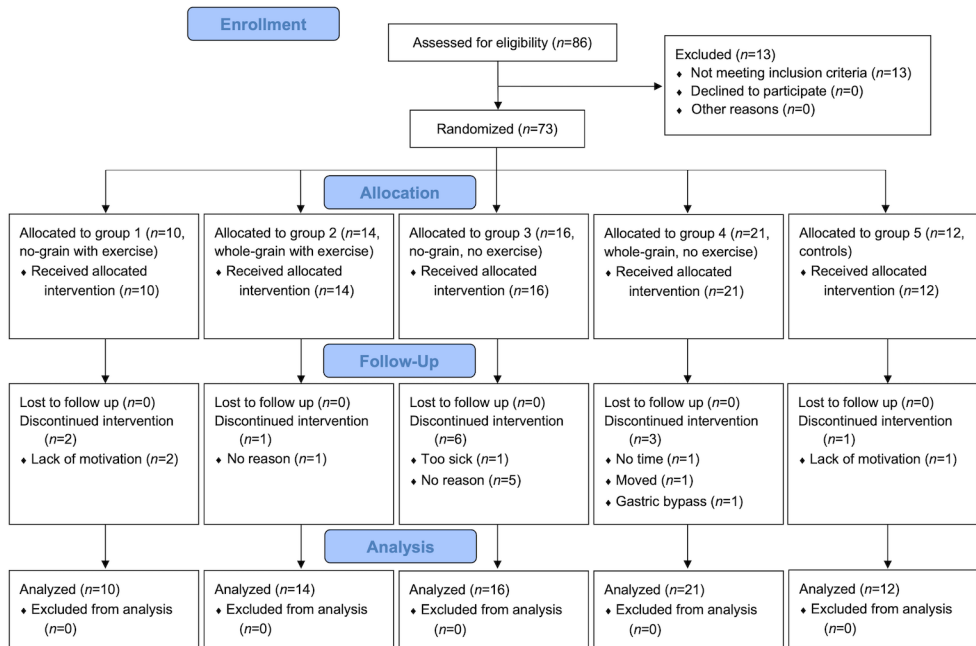 Enrollment
Assessed for eligibility (n=86)
Excluded (n=13)
♦ Not meeting inclusion criteria (n=13)
♦ Declined to participate (n=0)
♦ Other reasons (n=0)
Randomized (n=73)
Allocation
Allocated to group 1 (n=10,
no-grain with exercise)
♦ Received allocated
intervention (n=10)
Allocated to group 2 (n=14,
whole-grain with exercise)
♦ Received allocated
intervention (n=14)
Allocated to group 3 (n=16,
no-grain, no exercise)
♦ Received allocated
intervention (n=16)
Allocated to group 4 (n=21,
whole-grain, no exercise)
♦ Received allocated
intervention (n=21)
Allocated to group 5 (n=12,
controls)
♦ Received allocated
intervention (n=12)
Follow-Up
Lost to follow up (n=0)
Discontinued intervention
(n=2)
♦ Lack of motivation (n=2)
Lost to follow up (n=0)
Discontinued intervention
(n=1)
♦ No reason (n=1)
Lost to follow up (n=0)
Discontinued intervention
(n=6)
♦ Too sick (n=1)
♦ No reason (n=5)
Lost to follow up (n=0)
Discontinued intervention
(n=3)
♦ No time (n=1)
♦ Moved (n=1)
♦ Gastric bypass (n=1)
Lost to follow up (n=0)
Discontinued intervention
(n=1)
♦ Lack of motivation (n=1)
Analysis
Analyzed (n=10)
♦ Excluded from analysis
(n=0)
Analyzed (n=14)
♦ Excluded from analysis
(n=0)
Analyzed (n=16)
♦ Excluded from analysis
(n=0)
Analyzed (n=21)
♦ Excluded from analysis
(n=0)
Analyzed (n=12)
♦ Excluded from analysis
(n=0)